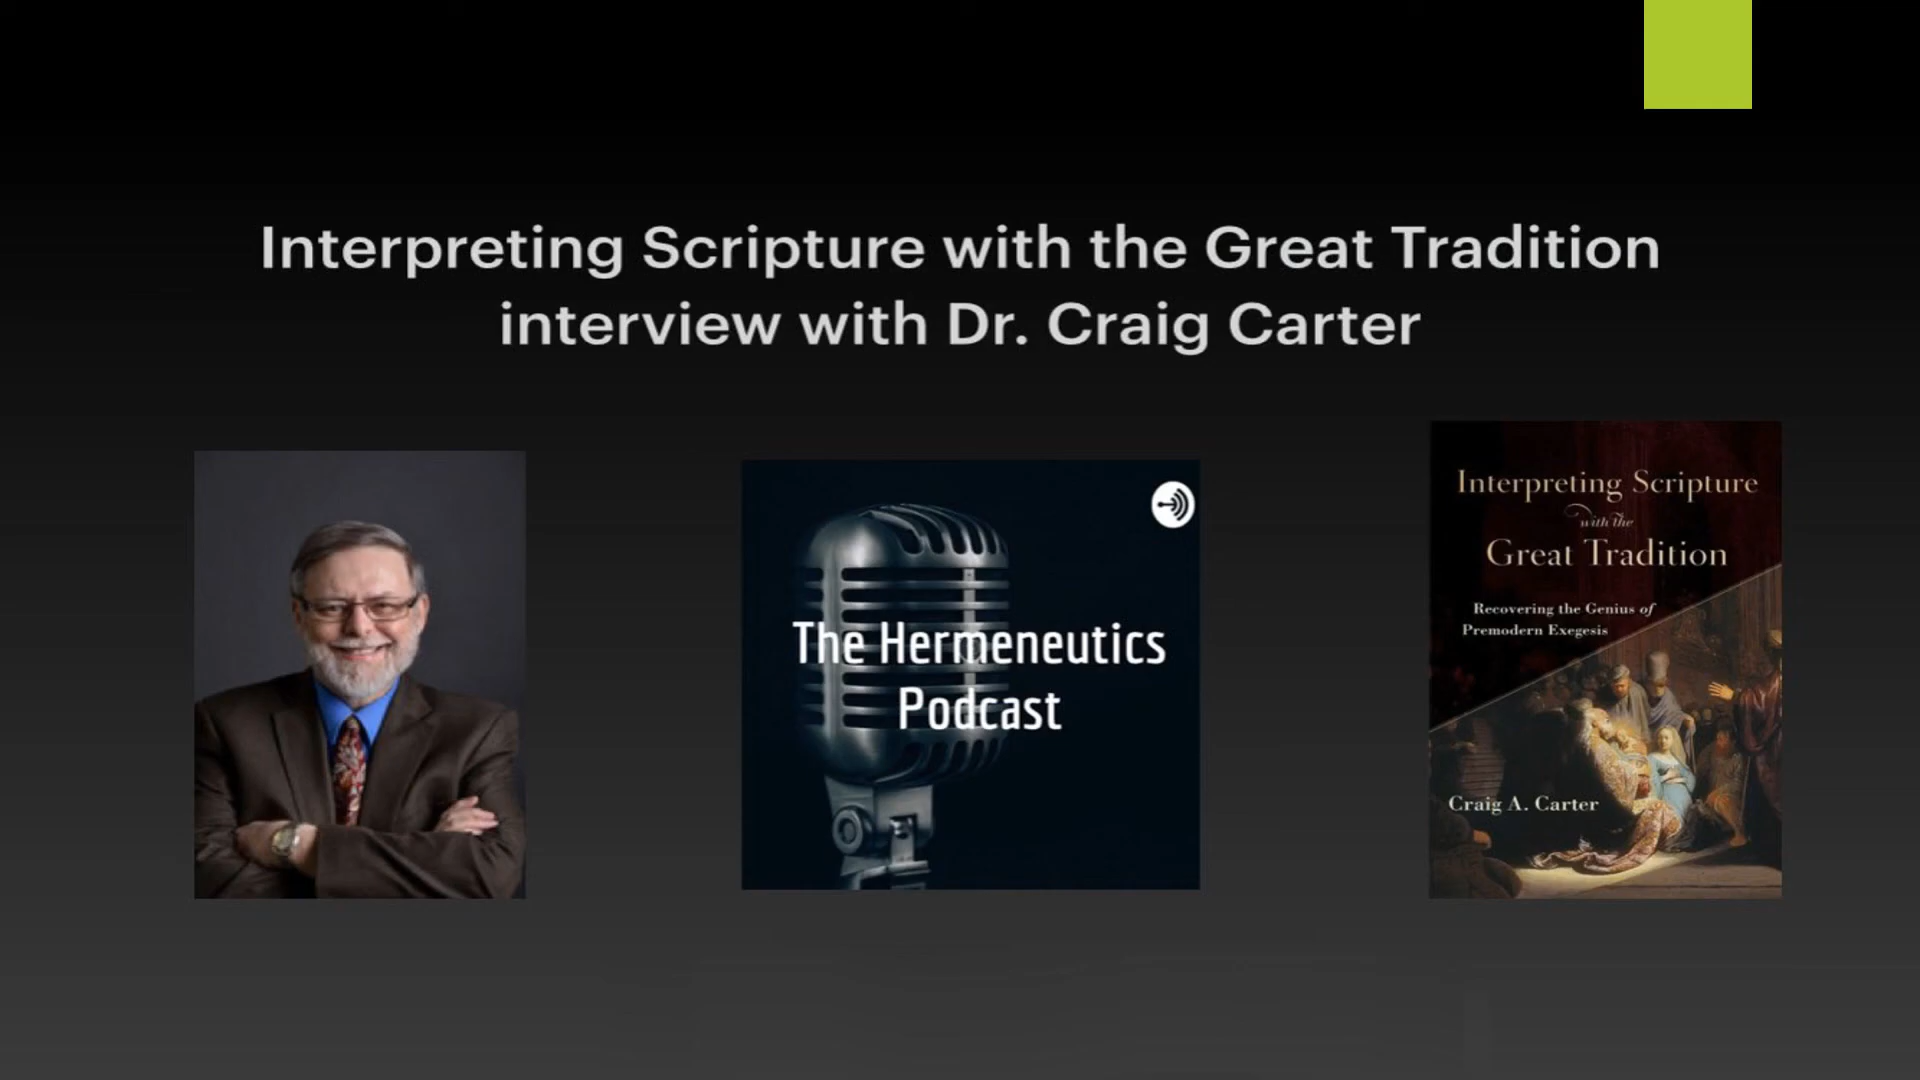 Interpreting Scripture with the Great Tradition
interview with Dr. Craig Carter
The Hermeneutics
Podcast
Interpreting Scripture
with the
Great Tradition
Recovering the Genius of
Premodern Exegesis
Craig A. Carter